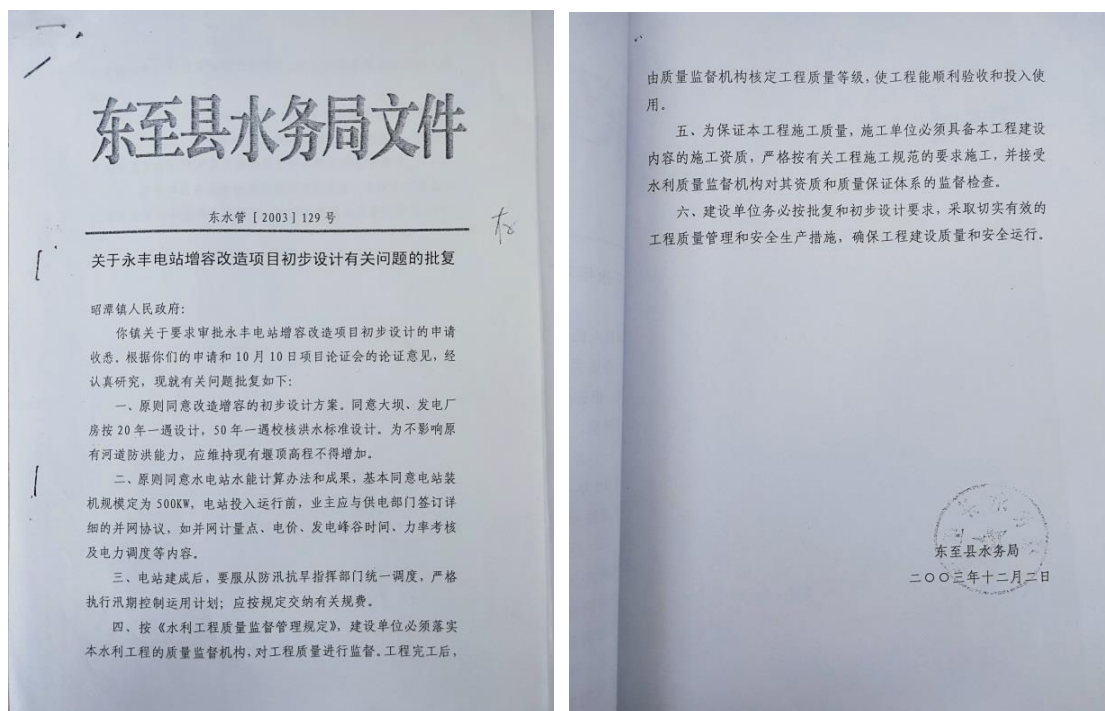 东至县水务局文件
东水管［2003］129号
关于永丰电站增容改造项目初步设计有关问题的批复
昭潭镇人民政府：
你镇关于要求审批永丰电站增容改造项目初步设计的申请
收悉。根据你们的申请和10月10日项目论证会的论证意见，经
认真研究，现就有关问题批复如下：
一、原则同意改造增容的初步设计方案。同意大坝、发电厂
房按20年一遇设计，50年一遇校核洪水标准设计。为不影响原
有河道防洪能力，应维持现有堰顶高程不得增加。
二、原则同意水电站水能计算办法和成果，基本同意电站装
机规模定为500KW，电站投入运行前，业主应与供电部门签订详
细的并网协议，如并网计量点、电价、发电峰谷时间、力率考核
及电力调度等内容。
三、电站建成后，要服从防汛抗旱指挥部门统一调度，严格
执行汛期控制运用计划；应按规定交纳有关规费。
四、按《水利工程质量监督管理规定》，建设单位必须落实
本水利工程的质量监督机构，对工程质量进行监督。工程完工后，
由质量监督机构核定工程质量等级，使工程能顺利验收和投入使
用。
五、为保证本工程施工质量，施工单位必须具备本工程建设
内容的施工资质，严格按有关工程施工规范的要求施工，并接受
水利质量监督机构对其资质和质量保证体系的监督检查。
六、建设单位务必按批复和初步设计要求，采取切实有效的
工程质量管理和安全生产措施，确保工程建设质量和安全运行。
东至县水务局
二〇〇三年十二月二日